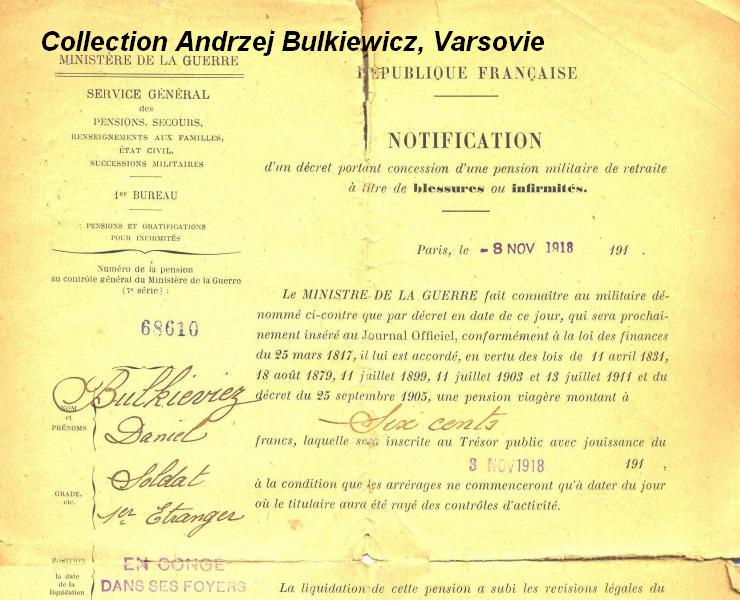 Collection Andrzej Bulkiewicz, Varsovie
MINISTÈRE DE LA GUERRE
SERVICE GÉNÉRAL
des
PENSIONS, SECOURS,
RENSEIGNEMENTS AUX FAMILLES,
ÉTAT CIVIL,
SUCCESSIONS MILITAIRES
1er BUREAU
PENSIONS ET GRATIFICATIONS
POUR INFIRMITÉS
Numéro de la pension
au contrôle général du Ministère de la Guerre
(7e série) :
68610
NOM
et
PRÉNOMS
Bulkieviez
Daniel
GRADE,
etc.
Soldat
1er Etranger
POSITION
à
la date
de la
liquidation
EN CONGÉ
DANS SES FOYERS
RÉPUBLIQUE FRANÇAISE
NOTIFICATION
d'un décret portant concession d'une pension militaire de retraite
à titre de blessures ou infirmités.
Paris, le - 8 NOV 1918 191 .
Le MINISTRE DE LA GUERRE fait connaître au militaire dé-
nommé ci-contre que par décret en date de ce jour, qui sera prochai-
nement inséré au Journal Officiel, conformément à la loi des finances
du 25 mars 1817, il lui est accordé, en vertu des lois de 11 avril 1831,
18 août 1879, 11 juillet 1899, 11 juillet 1903 et 13 juillet 1911 et du
décret du 25 septembre 1905, une pension viagère montant à
Six cents
francs, laquelle sera inscrite au Trésor public avec jouissance du
8 NOV 1918 191 ,
à la condition que les arrérages ne commenceront qu'à dater du jour
où le titulaire aura été rayé des contrôles d'activité.
La liquidation de cette pension a subi les revisions légales du